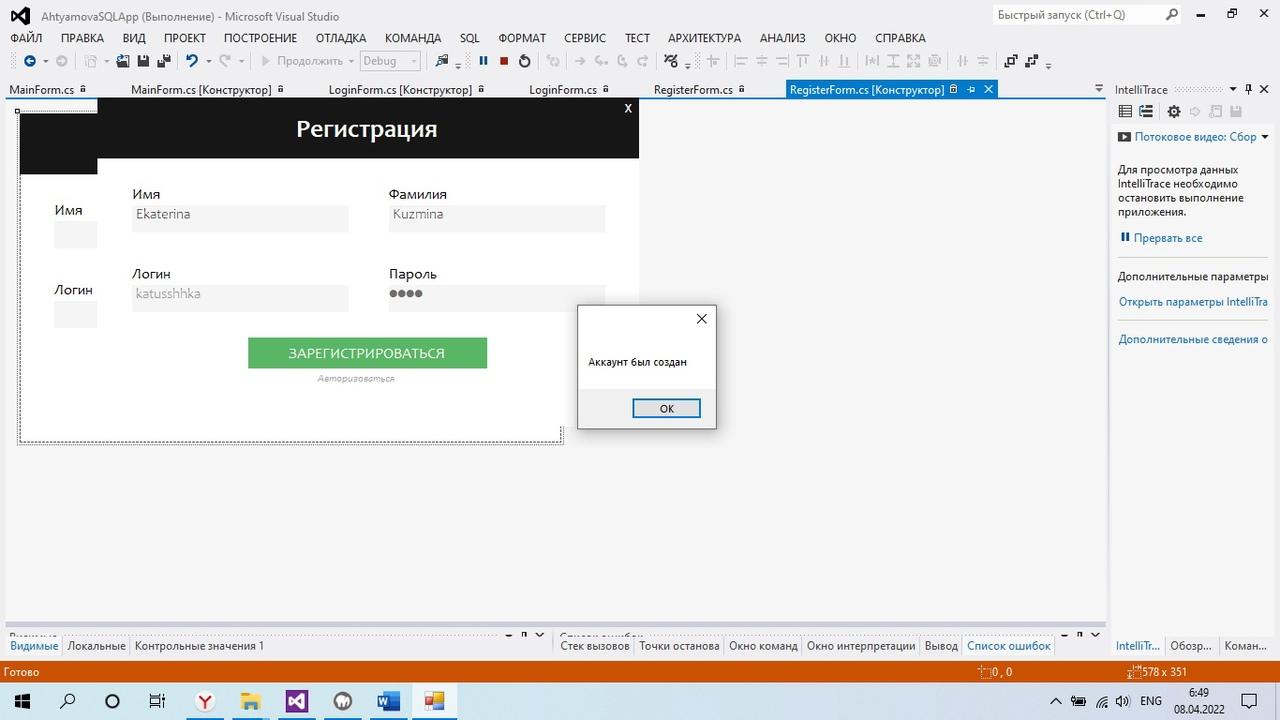 AhtyamovaSQLApp (Выполнение) - Microsoft Visual Studio
Быстрый запуск (Ctrl+Q)
ФАЙЛ ПРАВКА ВИД ПРОЕКТ ПОСТРОЕНИЕ ОТЛАДКА КОМАНДА SQL ФОРМАТ СЕРВИС ТЕСТ АРХИТЕКТУРА АНАЛИЗ ОКНО СПРАВКА
Продолжить Debug
MainForm.cs MainForm.cs [Конструктор] LoginForm.cs [Конструктор] LoginForm.cs RegisterForm.cs RegisterForm.cs [Конструктор]
IntelliTrace
X
Регистрация
Потоковое видео: Сбор
Для просмотра данных
IntelliTrace необходимо
остановить выполнение
приложения.
Прервать все
Дополнительные параметры
Открыть параметры IntelliTra
Дополнительные сведения о
Имя Фамилия
Имя
Ekaterina Kuzmina
Логин Пароль
Логин
katusshhka
ЗАРЕГИСТРИРОВАТЬСЯ
Авторизоваться
Аккаунт был создан
ОК
Видимые Локальные Контрольные значения 1
Стек вызовов Точки останова Окно команд Окно интерпретации Вывод Список ошибок
IntelliTr... Обозр... Коман...
Готово
0 , 0
578 x 351
ENG
6:49
08.04.2022